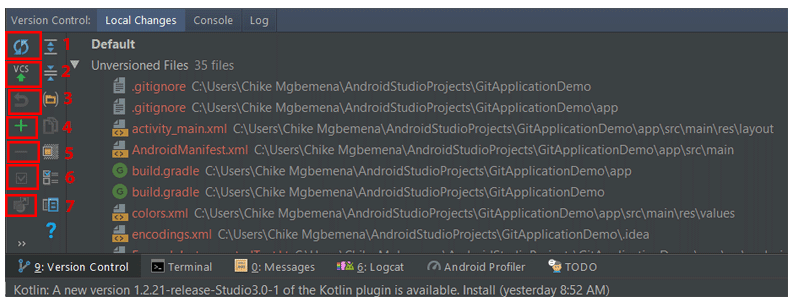 Version Control: Local Changes Console Log
1 Default
VCS 2 Unversioned Files 35 files
3 .gitignore C:\Users\Chike Mgbemena\AndroidStudioProjects\GitApplicationDemo
.gitignore C:\Users\Chike Mgbemena\AndroidStudioProjects\GitApplicationDemo\app
4 activity_main.xml C:\Users\Chike Mgbemena\AndroidStudioProjects\GitApplicationDemo\app\src\main\res\layout
5 AndroidManifest.xml C:\Users\Chike Mgbemena\AndroidStudioProjects\GitApplicationDemo\app\src\main
6 build.gradle C:\Users\Chike Mgbemena\AndroidStudioProjects\GitApplicationDemo\app
build.gradle C:\Users\Chike Mgbemena\AndroidStudioProjects\GitApplicationDemo
7 colors.xml C:\Users\Chike Mgbemena\AndroidStudioProjects\GitApplicationDemo\app\src\main\res\values
? encodings.xml C:\Users\Chike Mgbemena\AndroidStudioProjects\GitApplicationDemo\.idea
»
9: Version Control Terminal 0: Messages 6: Logcat Android Profiler TODO
Kotlin: A new version 1.2.21-release-Studio3.0-1 of the Kotlin plugin is available. Install (yesterday 8:52 AM)